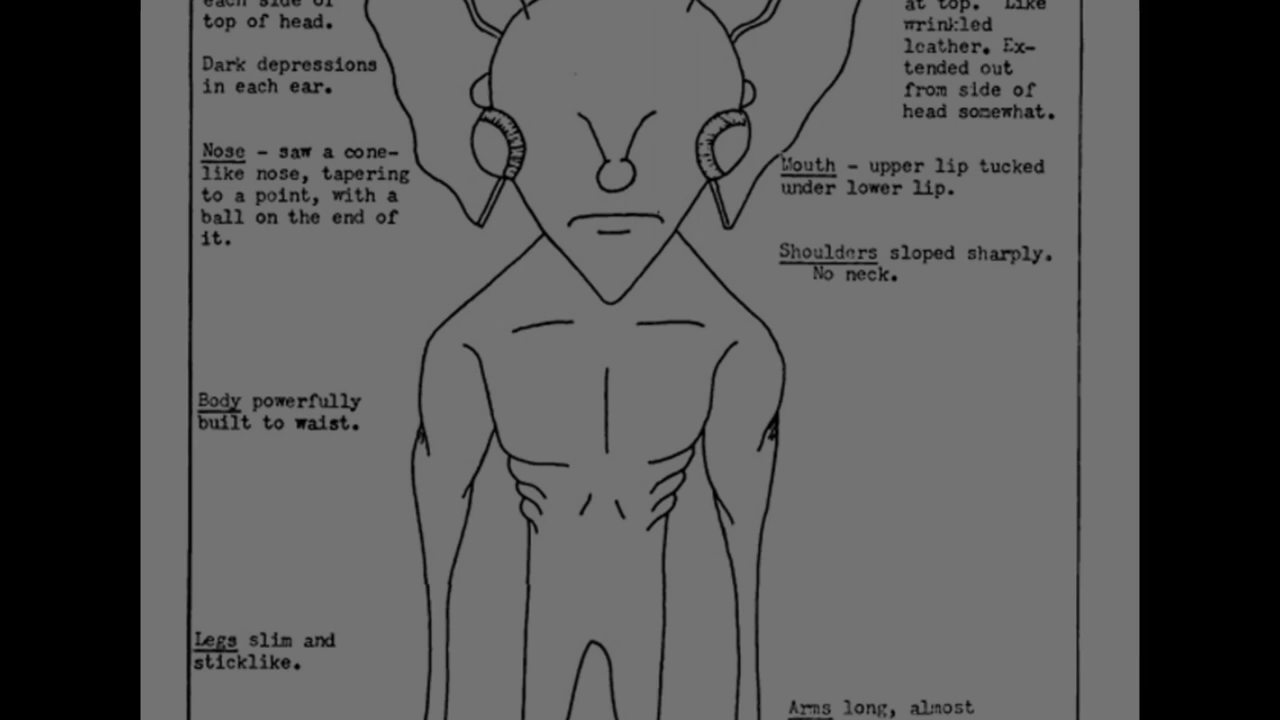 each side of
top of head.
Dark depressions
in each ear.
Nose - saw a cone-
like nose, tapering
to a point, with a
ball on the end of
it.
Body powerfully
built to waist.
Legs slim and
sticklike.
at top. Like
wrinkled
leather. Ex-
tended out
from side of
head somewhat.
Mouth - upper lip tucked
under lower lip.
Shoulders sloped sharply.
No neck.
Arms long, almost